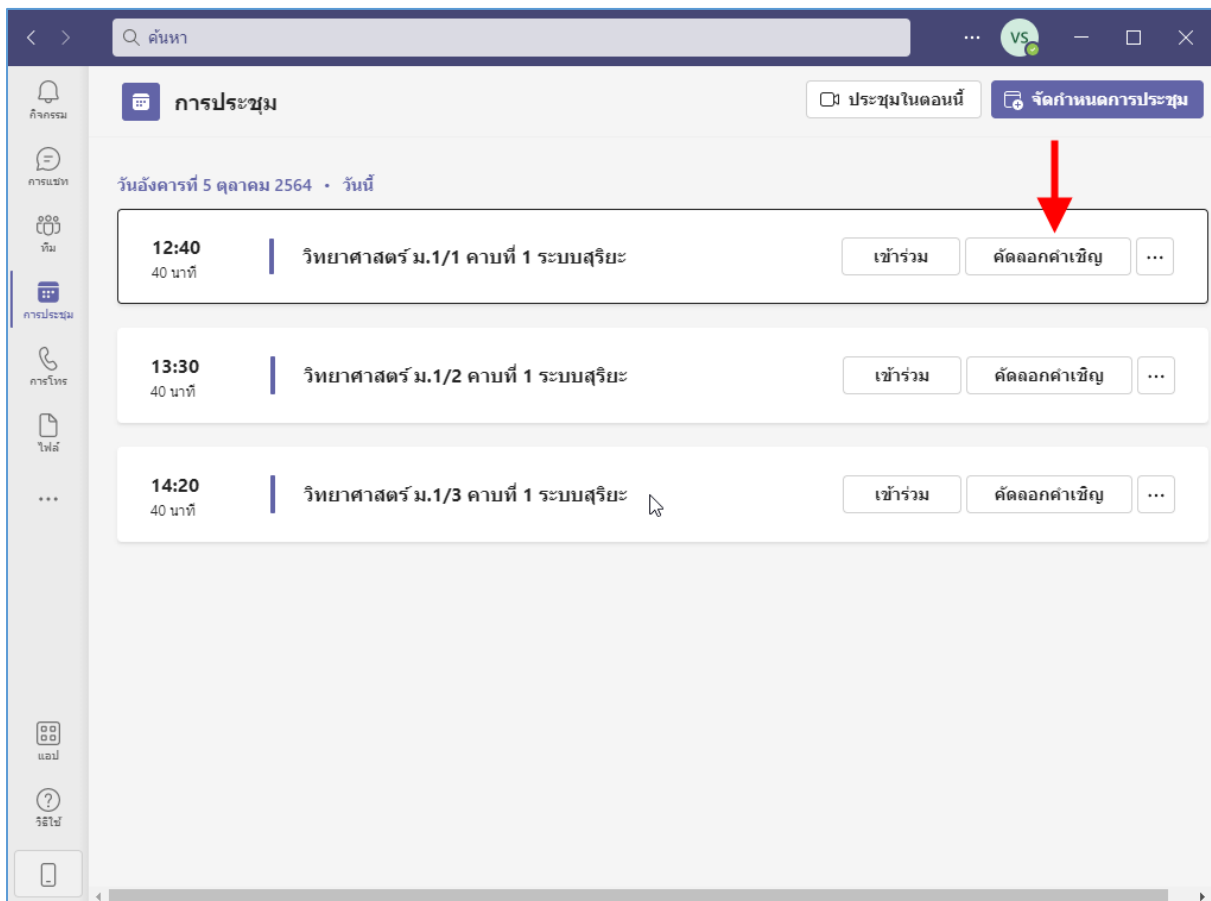 ค้นหา
VS
กิจกรรม
การแชท
ทีม
การประชุม
การโทร
ไฟล์
แอป
วิธีใช้
การประชุม
ประชุมในตอนนี้
จัดกำหนดการประชุม
วันอังคารที่ 5 ตุลาคม 2564 • วันนี้
12:40
40 นาที
วิทยาศาสตร์ ม.1/1 คาบที่ 1 ระบบสุริยะ
เข้าร่วม
คัดลอกคำเชิญ
13:30
40 นาที
วิทยาศาสตร์ ม.1/2 คาบที่ 1 ระบบสุริยะ
เข้าร่วม
คัดลอกคำเชิญ
14:20
40 นาที
วิทยาศาสตร์ ม.1/3 คาบที่ 1 ระบบสุริยะ
เข้าร่วม
คัดลอกคำเชิญ